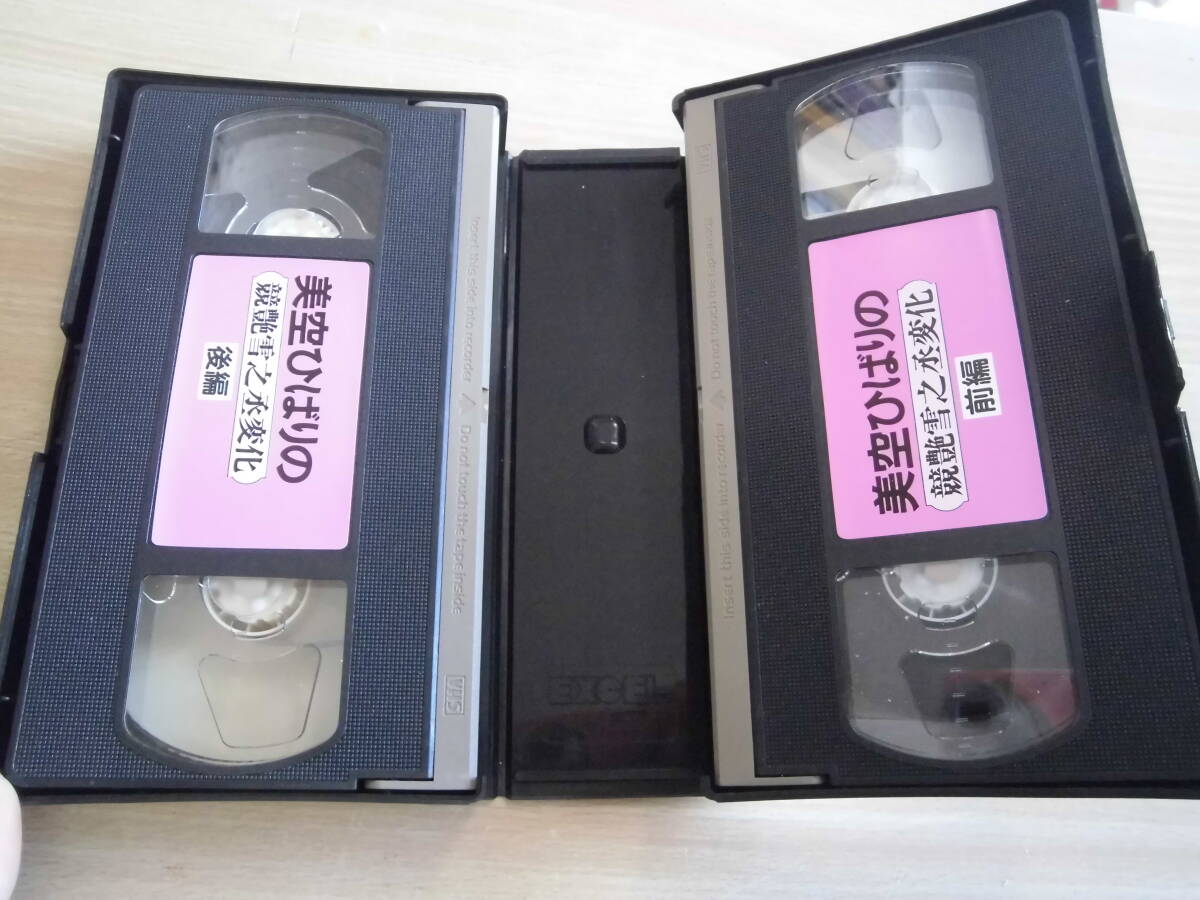 美空ひばりの
競艶雪之丞変化
後編
Insert this side into recorder
Do not touch the tape inside
VHS
EXCEL
VHS
Insert this side into recorder
Do not touch the tape inside
美空ひばりの
競艶雪之丞変化
前編